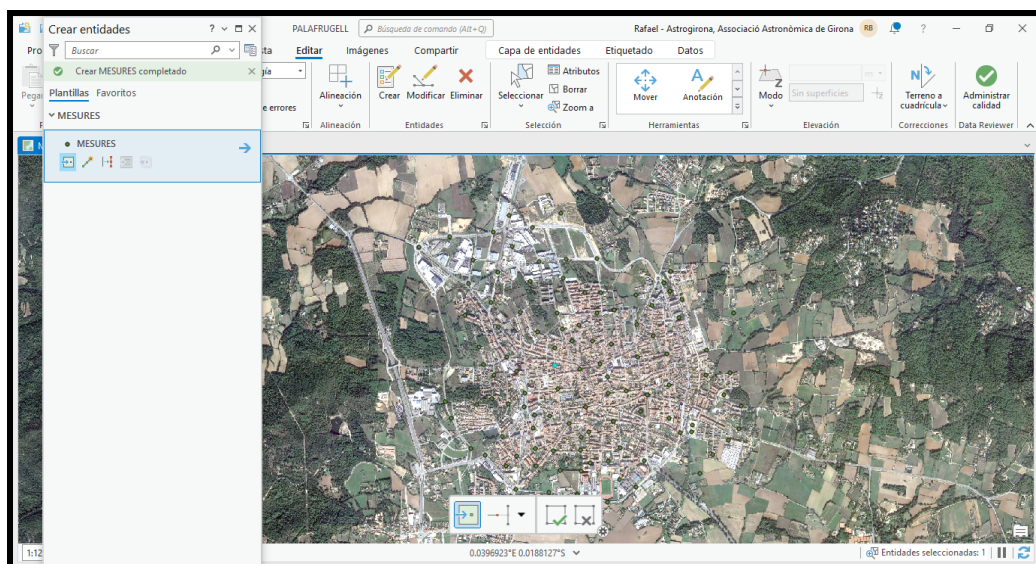 Crear entidades
PALAFRUGELL
Búsqueda de comando (Alt+Q)
Rafael - Astrogirona, Associació Astronòmica de Girona
RB
Buscar
Editar
Imágenes
Compartir
Capa de entidades
Etiquetado
Datos
Crear MESURES completado
Plantillas
Favoritos
MESURES
MESURES
e errores
Alineación
Alineación
Crear
Modificar
Eliminar
Entidades
Seleccionar
Atributos
Borrar
Zoom a
Selección
Mover
Anotación
Herramientas
Modo
Sin superficies
m
Elevación
Terreno a
cuadrícula
Correcciones
Administrar
calidad
Data Reviewer
1:12
0.0396923°E 0.0188127°S
Entidades seleccionadas: 1